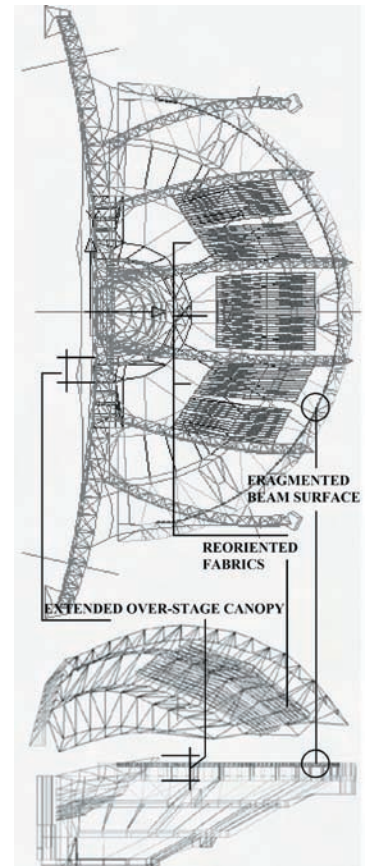 FRAGMENTED
BEAM SURFACE
REORIENTED
FABRICS
EXTENDED OVER-STAGE CANOPY